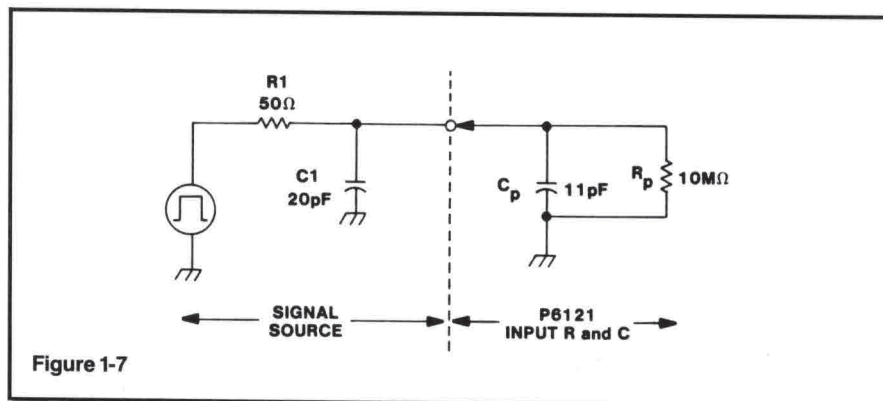 R1
50Ω
C1
20pF
Cp
11pF
Rp
10MΩ
SIGNAL
SOURCE
P6121
INPUT R and C
Figure 1-7